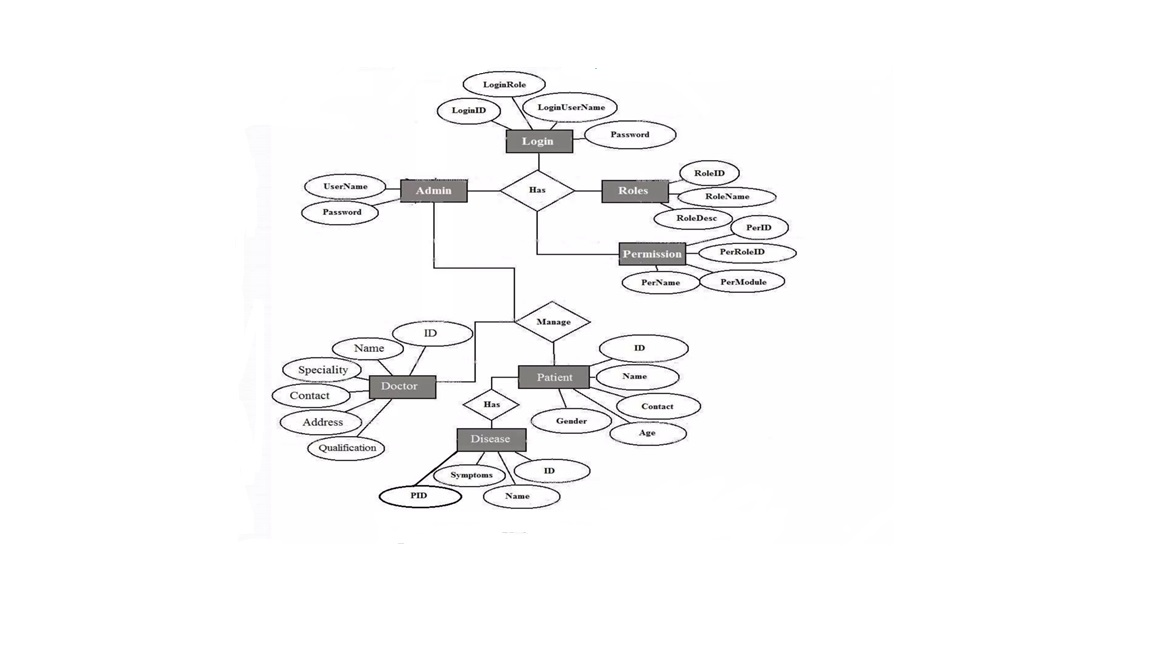 LoginRole
LoginID
LoginUserName
Login
Password
UserName
Admin
Has
Roles
RoleID
RoleName
Password
RoleDesc
PerID
Permission
PerRoleID
PerName
PerModule
Manage
ID
Name
ID
Speciality
Doctor
Patient
Name
Contact
Has
Contact
Address
Gender
Age
Qualification
Disease
Symptoms
ID
PID
Name